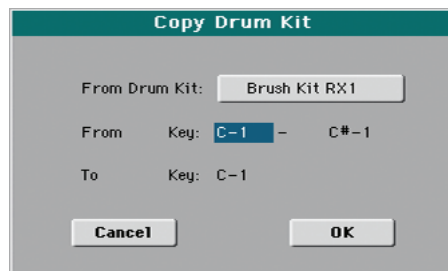 Copy Drum Kit
From Drum Kit: Brush Kit RX1
From Key: C-1 - C#-1
To Key: C-1
Cancel OK